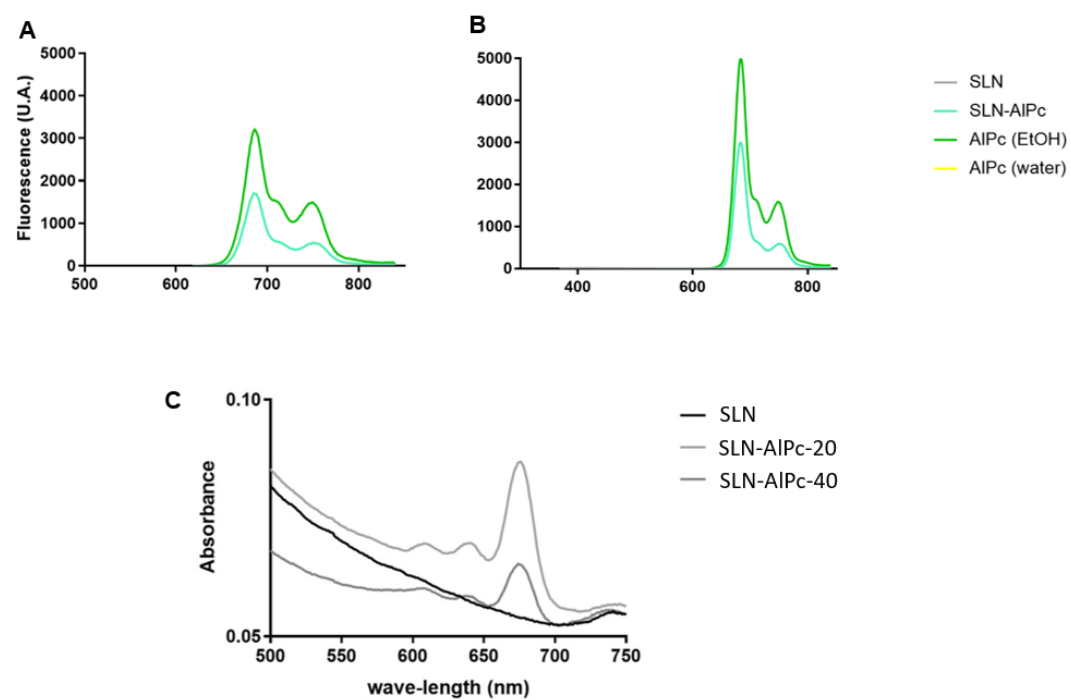 A
5000
4000
3000
2000
1000
0
Fluorescence (U.A.)
500 600 700 800
B
5000
4000
3000
2000
1000
0
400 600 800
SLN
SLN-AlPc
AlPc (EtOH)
AlPc (water)
C
0.10
0.05
Absorbance
500 550 600 650 700 750
wave-length (nm)
SLN
SLN-AlPc-20
SLN-AlPc-40